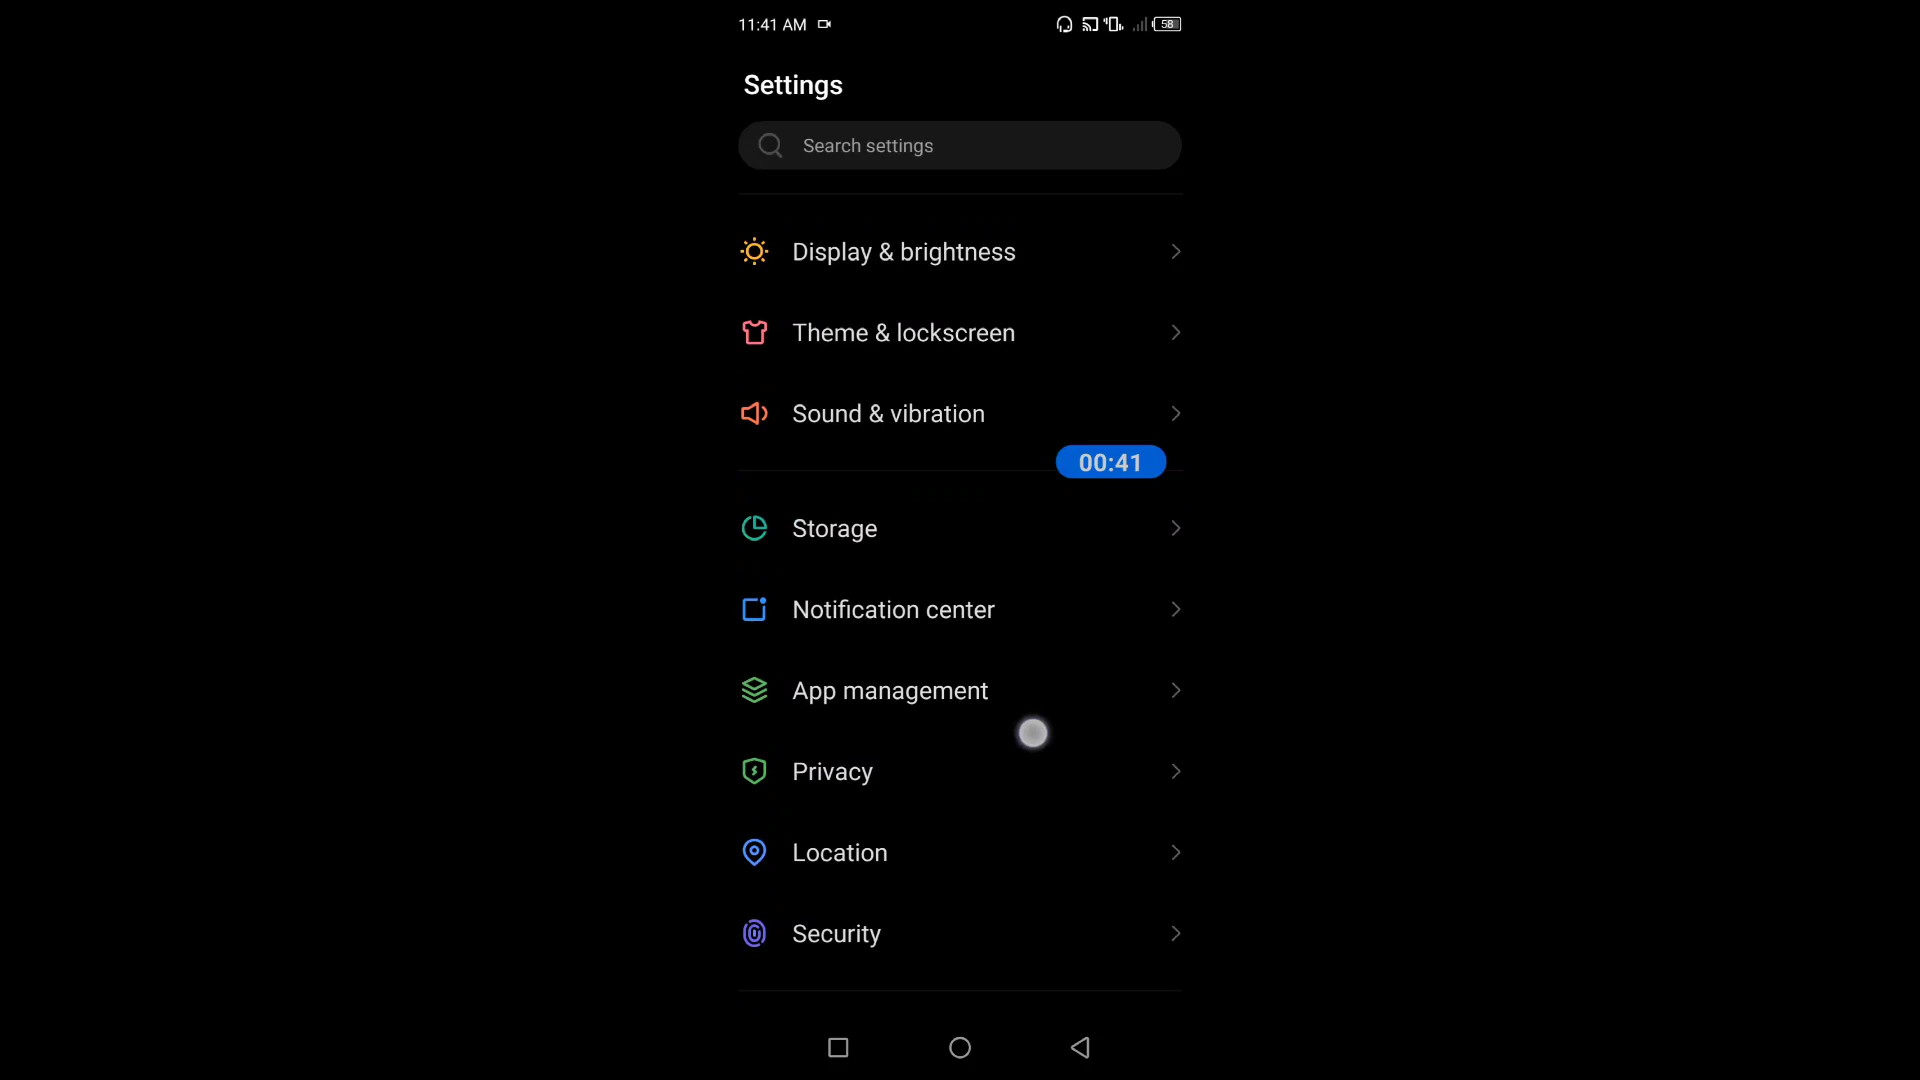 11:41 AM
58
Settings
Search settings
Display & brightness
Theme & lockscreen
Sound & vibration
00:41
Storage
Notification center
App management
Privacy
Location
Security